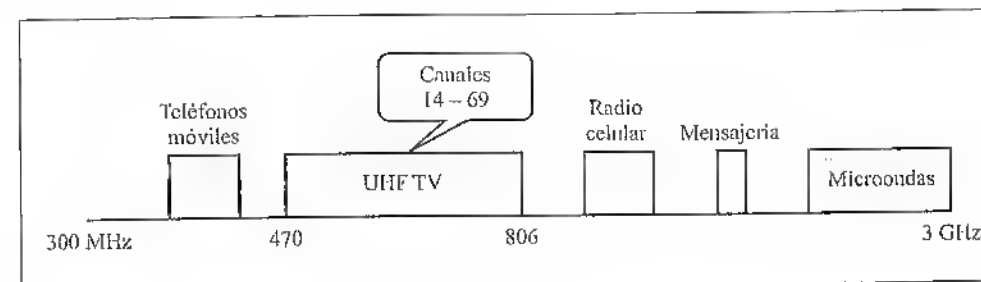 Canales
14 – 69
Teléfonos
móviles
Radio
celular
Mensajería
UHF TV
Microondas
300 MHz
470
806
3 GHz